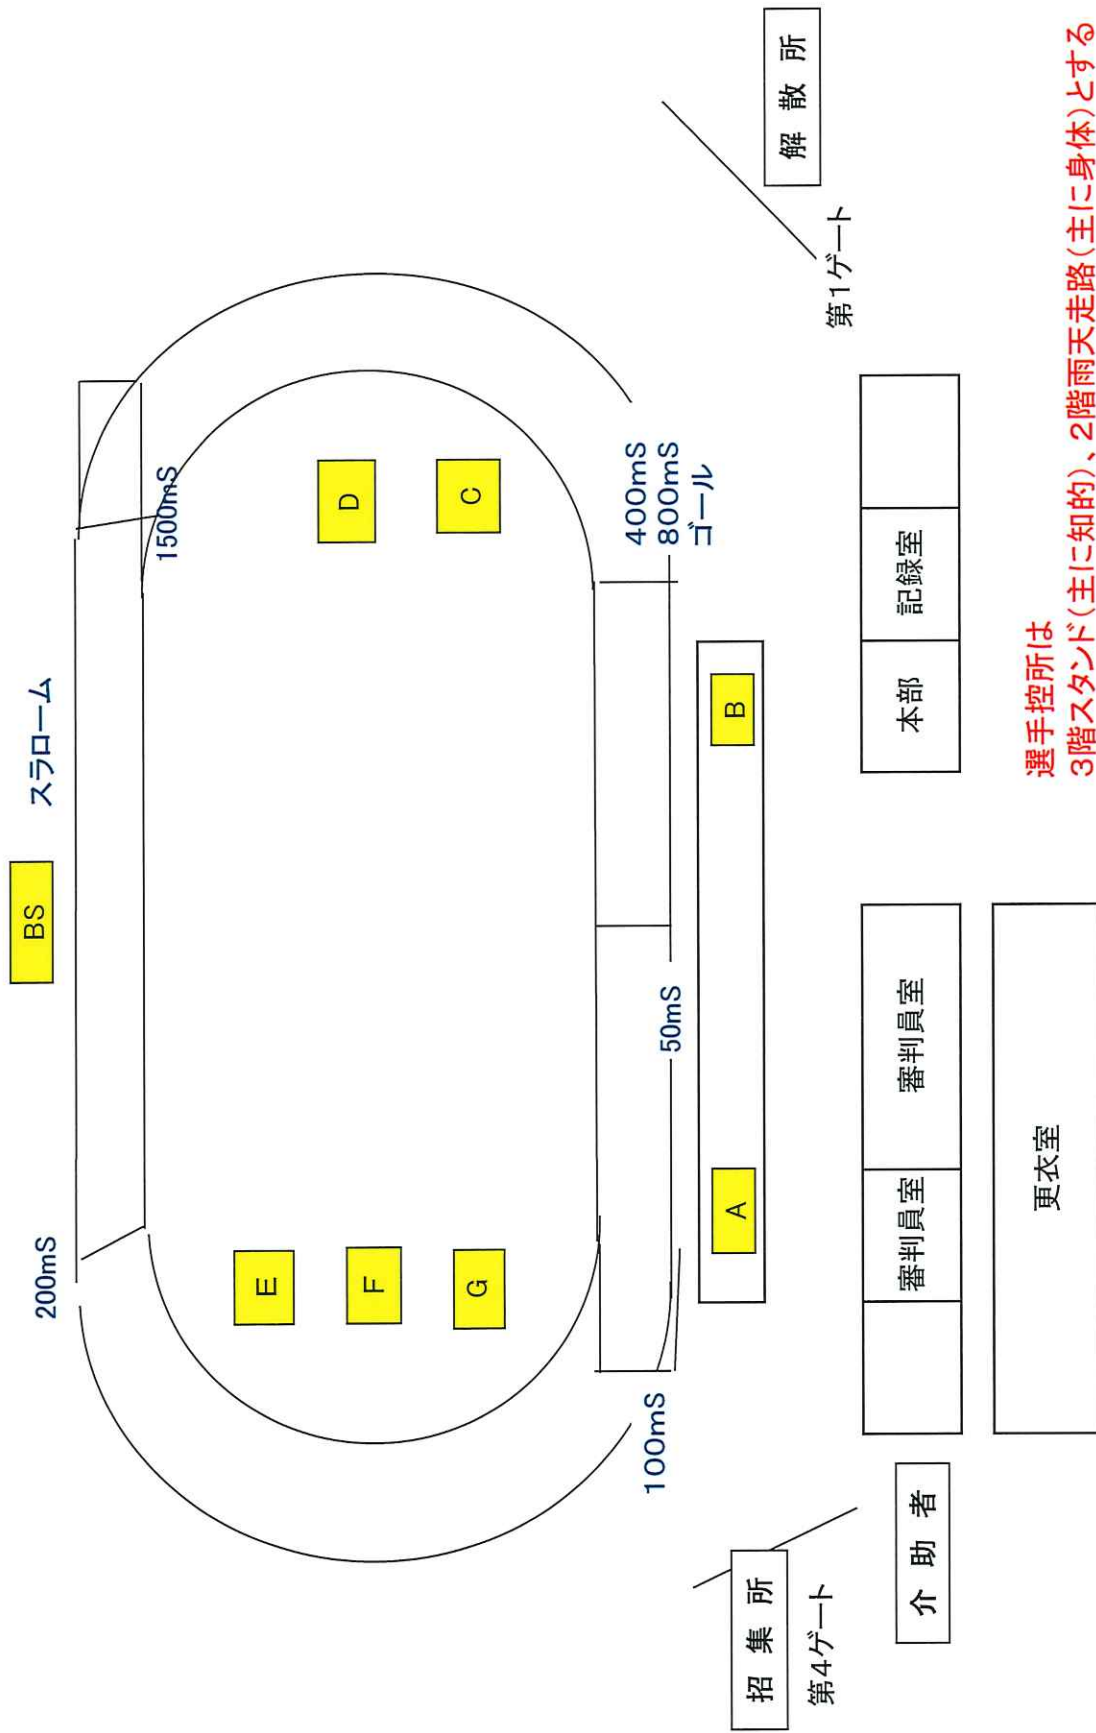 BS
スラローム
200mS
1500mS
E
F
G
D
C
400mS
800mS
ゴール
50mS
100mS
A
B
招 集 所
第4ゲート
介 助 者
第1ゲート
解 散 所
審判員室
審判員室
本部
記録室
更衣室
選手控所は
3階スタンド(主に知的)、2階雨天走路(主に身体)とする